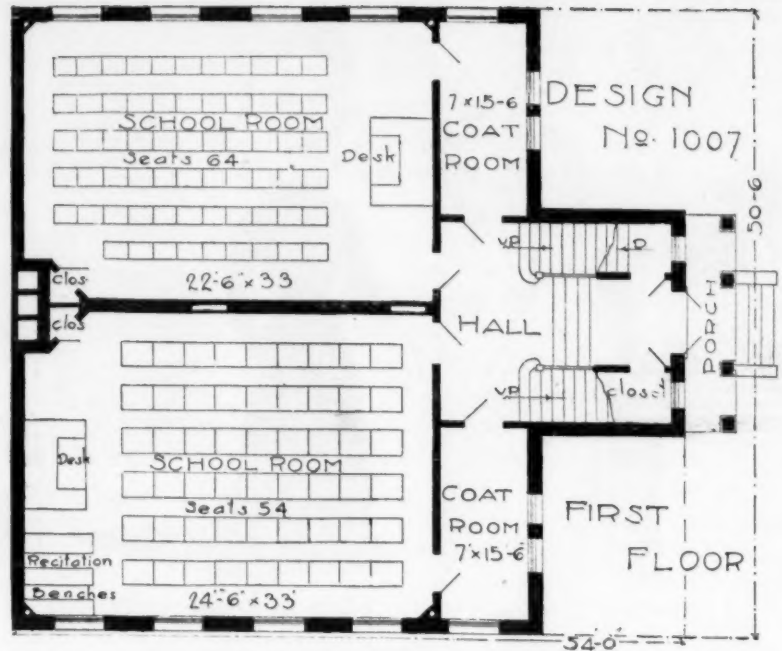 SCHOOL ROOM
Seats 64
Desk
22'-6" x 33
7 x 15-6
COAT
ROOM
DESIGN
No. 1007
50-6
clos.
clos
UP
D
HALL
PORCH
UP
closet
SCHOOL ROOM
Seats 54
Desk
Recitation
Benches
24'-6" x 33'
COAT
ROOM
7' x 15-6"
FIRST
FLOOR
54'-0"